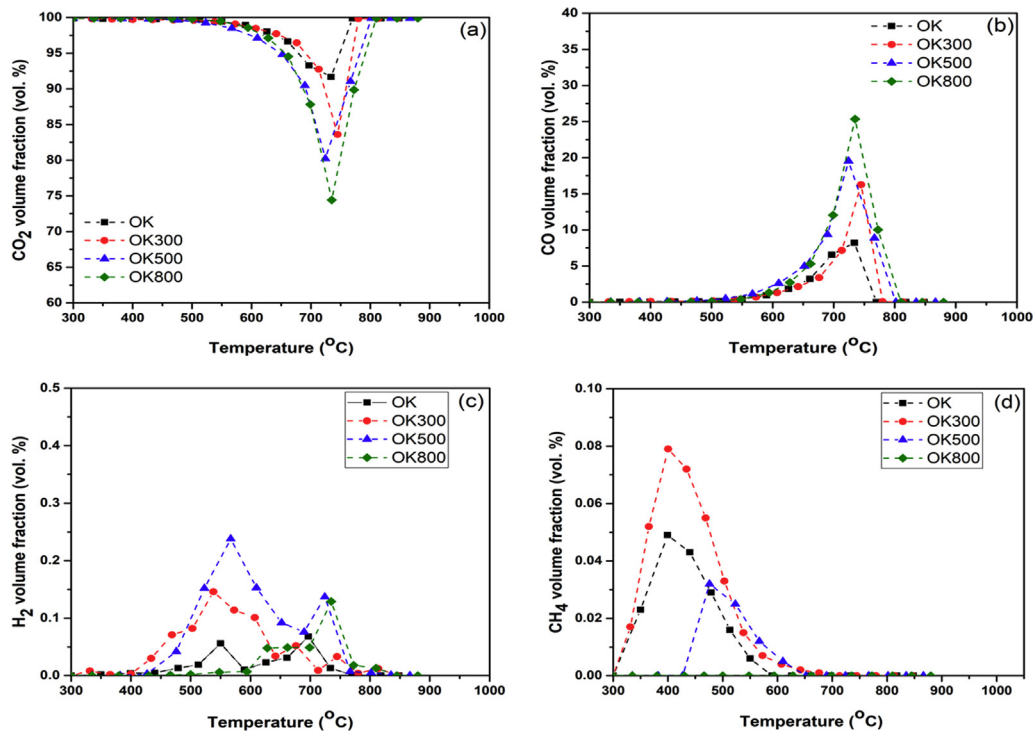 (a)
CO2 volume fraction (vol. %)
100
95
90
85
80
75
70
65
60
OK
OK300
OK500
OK800
300 400 500 600 700 800 900 1000
Temperature (OC)
(b)
CO volume fraction (vol. %)
40
35
30
25
20
15
10
5
0
OK
OK300
OK500
OK800
300 400 500 600 700 800 900 1000
Temperature (OC)
(c)
H2 volume fraction (vol. %)
0.5
0.4
0.3
0.2
0.1
0.0
OK
OK300
OK500
OK800
300 400 500 600 700 800 900 1000
Temperature (OC)
(d)
CH4 volume fraction (vol. %)
0.10
0.08
0.06
0.04
0.02
0.00
OK
OK300
OK500
OK800
300 400 500 600 700 800 900 1000
Temperature (OC)